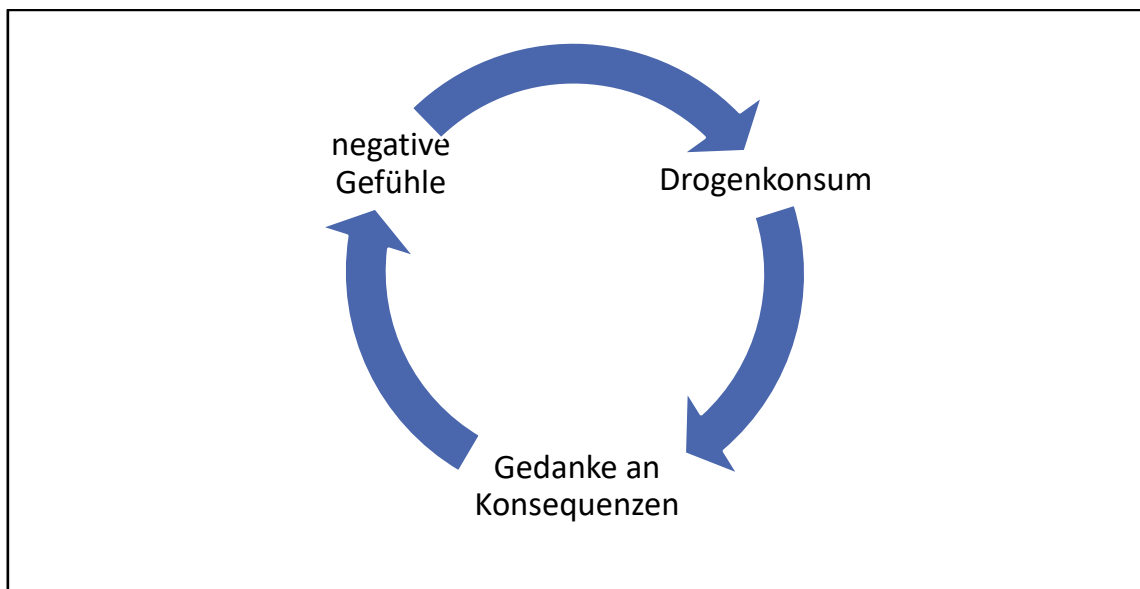 negative
Gefühle
Drogenkonsum
Gedanke an
Konsequenzen